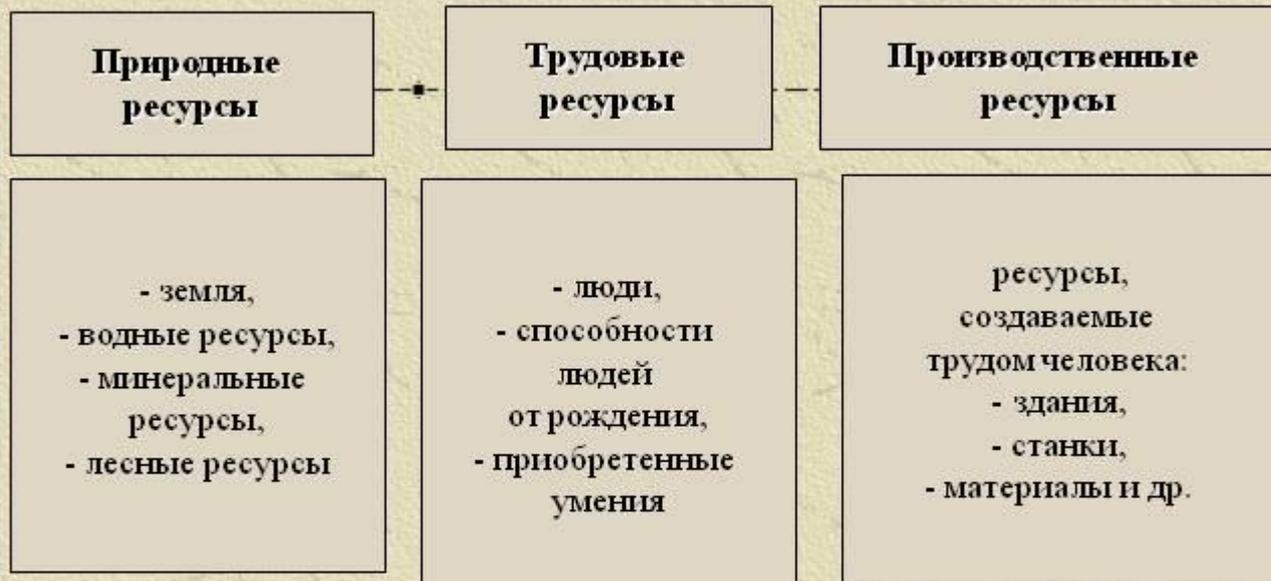 Природные
ресурсы
Трудовые
ресурсы
Производственные
ресурсы
- земля,
- водные ресурсы,
- минеральные
ресурсы,
- лесные ресурсы
- люди,
- способности
людей
от рождения,
- приобретенные
умения
ресурсы,
создаваемые
трудом человека:
- здания,
- станки,
- материалы и др.